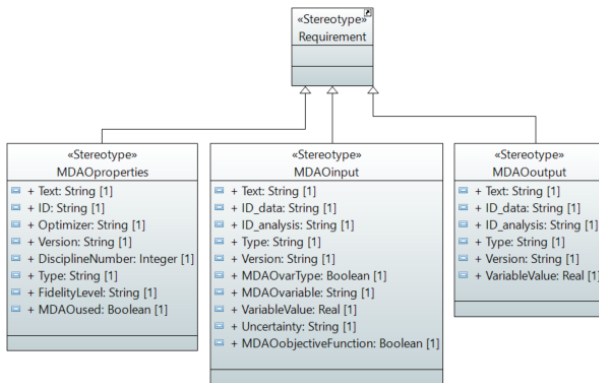 «Stereotype»
Requirement
«Stereotype»
MDAOproperties
+ Text: String [1]
+ ID: String [1]
+ Optimizer: String [1]
+ Version: String [1]
+ DisciplineNumber: Integer [1]
+ Type: String [1]
+ FidelityLevel: String [1]
+ MDAOused: Boolean [1]
«Stereotype»
MDAOinput
+ Text: String [1]
+ ID_data: String [1]
+ ID_analysis: String [1]
+ Type: String [1]
+ Version: String [1]
+ MDAOvarType: Boolean [1]
+ MDAOvariable: String [1]
+ VariableValue: Real [1]
+ Uncertainty: String [1]
+ MDAOobjectiveFunction: Boolean [1]
«Stereotype»
MDAOoutput
+ Text: String [1]
+ ID_data: String [1]
+ ID_analysis: String [1]
+ Type: String [1]
+ Version: String [1]
+ VariableValue: Real [1]